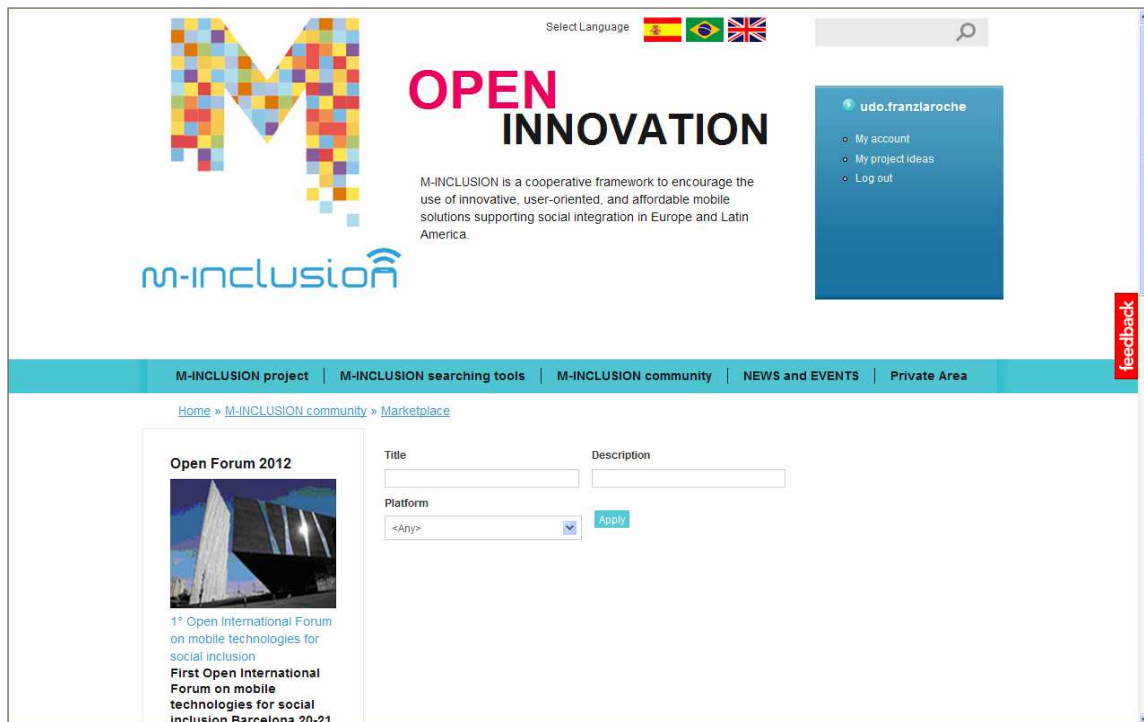 Select Language
OPEN
INNOVATION
M-INCLUSION is a cooperative framework to encourage the
use of innovative, user-oriented, and affordable mobile
solutions supporting social integration in Europe and Latin
America.
m-inclusion
udo.franzlaroche
My account
My project ideas
Log out
feedback
M-INCLUSION project | M-INCLUSION searching tools | M-INCLUSION community | NEWS and EVENTS | Private Area
Home » M-INCLUSION community » Marketplace
Open Forum 2012
1° Open International Forum
on mobile technologies for
social inclusion
First Open International
Forum on mobile
technologies for social
inclusion Barcelona 20-21
Title
Description
Platform
<Any>
Apply